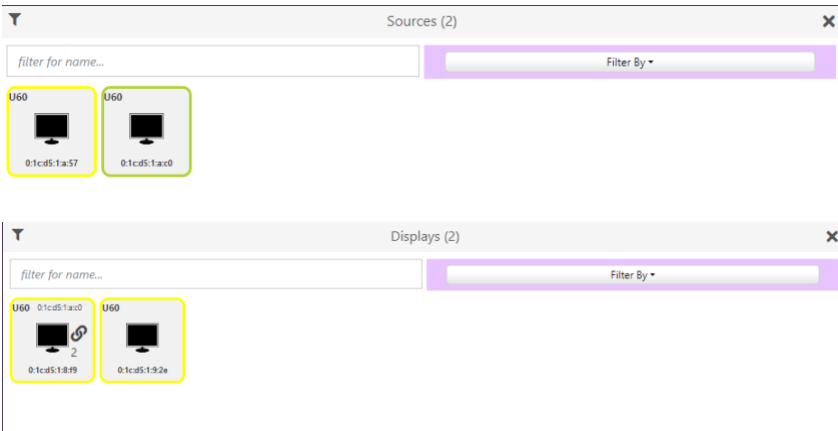 Sources (2)
filter for name...
Filter By
U60
0:1c:d5:1:a:57
U60
0:1c:d5:1:a:c0
Displays (2)
filter for name...
Filter By
U60 0:1c:d5:1:a:c0
2
0:1c:d5:1:8:f9
U60
0:1c:d5:1:9:2e